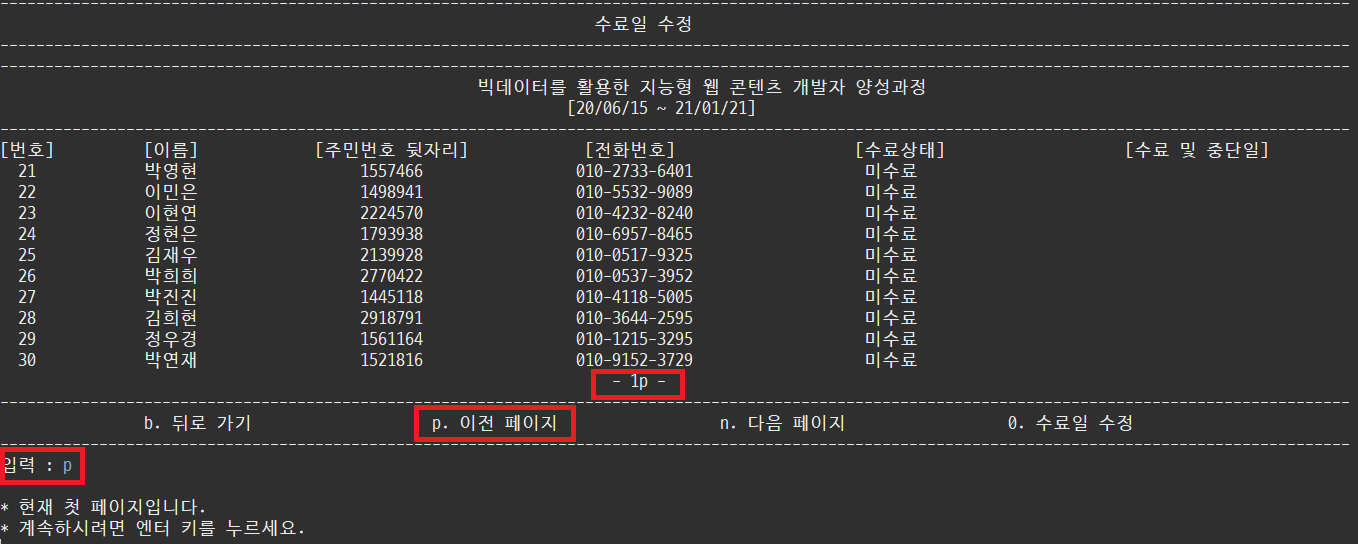 수료일 수정
빅데이터를 활용한 지능형 웹 콘텐츠 개발자 양성과정
[20/06/15 ~ 21/01/21]
[번호] [이름] [주민번호 뒷자리] [전화번호] [수료상태] [수료 및 중단일]
21 박영현 1557466 010-2733-6401 미수료
22 이민은 1498941 010-5532-9089 미수료
23 이현연 2224570 010-4232-8240 미수료
24 정현은 1793938 010-6957-8465 미수료
25 김재우 2139928 010-0517-9325 미수료
26 박희희 2770422 010-0537-3952 미수료
27 박진진 1445118 010-4118-5005 미수료
28 김희현 2918791 010-3644-2595 미수료
29 정우경 1561164 010-1215-3295 미수료
30 박연재 1521816 010-9152-3729 미수료
- 1p -
b. 뒤로 가기 p. 이전 페이지 n. 다음 페이지 0. 수료일 수정
입력 : p
* 현재 첫 페이지입니다.
* 계속하시려면 엔터 키를 누르세요.